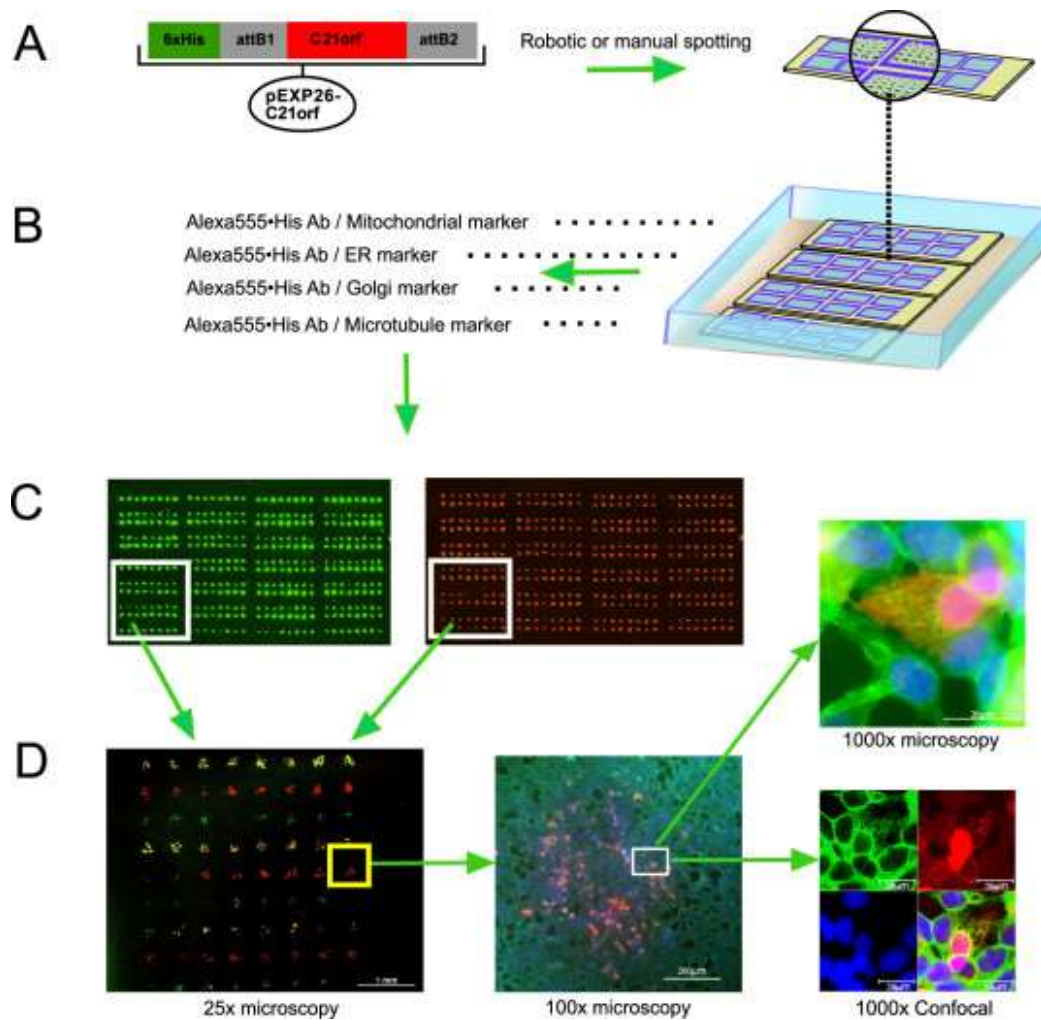 A
6xHis attB1 C21orf attB2
pEXP26-
C21orf
Robotic or manual spotting
B
Alexa555•His Ab / Mitochondrial marker
Alexa555•His Ab / ER marker
Alexa555•His Ab / Golgi marker
Alexa555•His Ab / Microtubule marker
C
1000x microscopy
D
1 mm
25x microscopy
100x microscopy
1000x Confocal